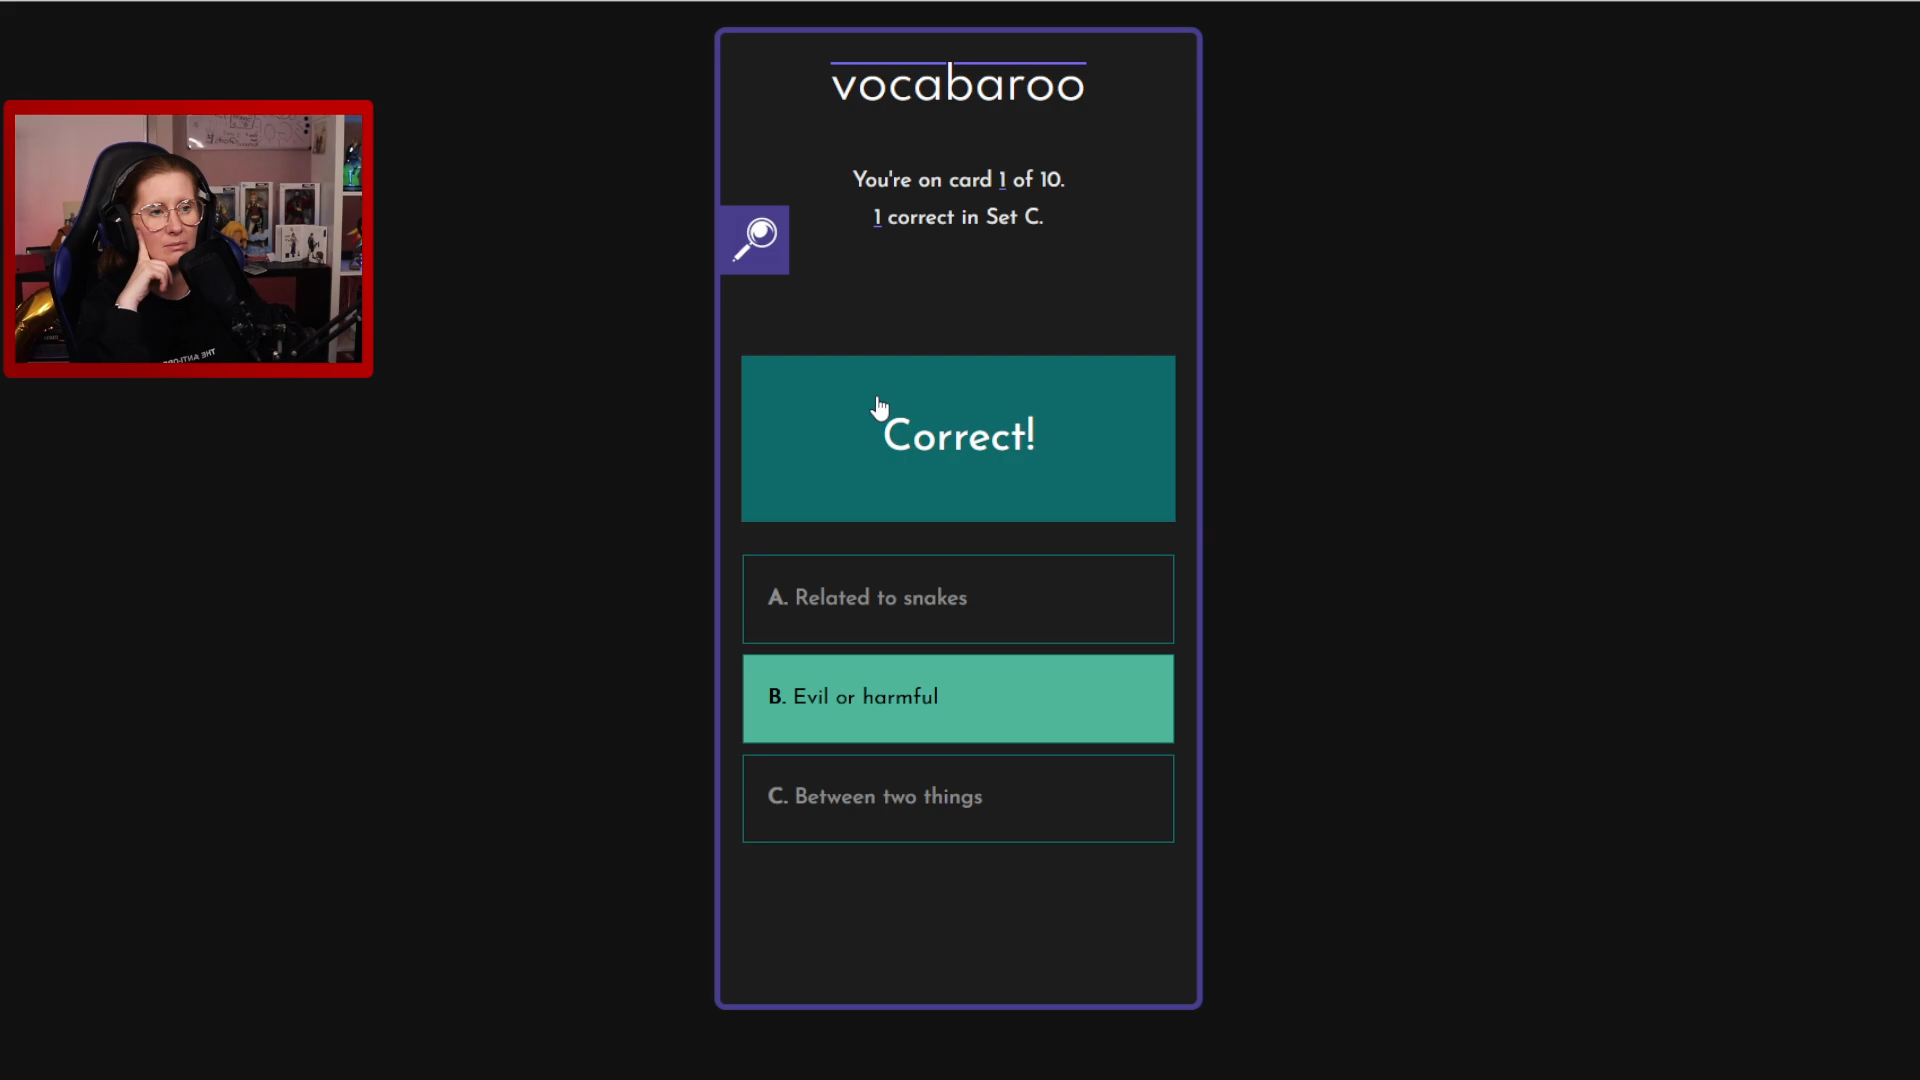 vocabaroo
You're on card 1 of 10.
1 correct in Set C.
Correct!
A. Related to snakes
B. Evil or harmful
C. Between two things